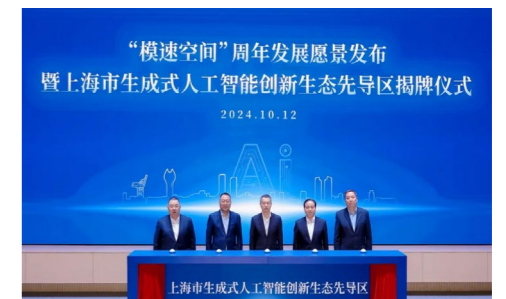 “模速空间”周年发展愿景发布
暨上海市生成式人工智能创新生态先导区揭牌仪式
2024.10.12
Ai
上海市生成式人工智能创新生态先导区